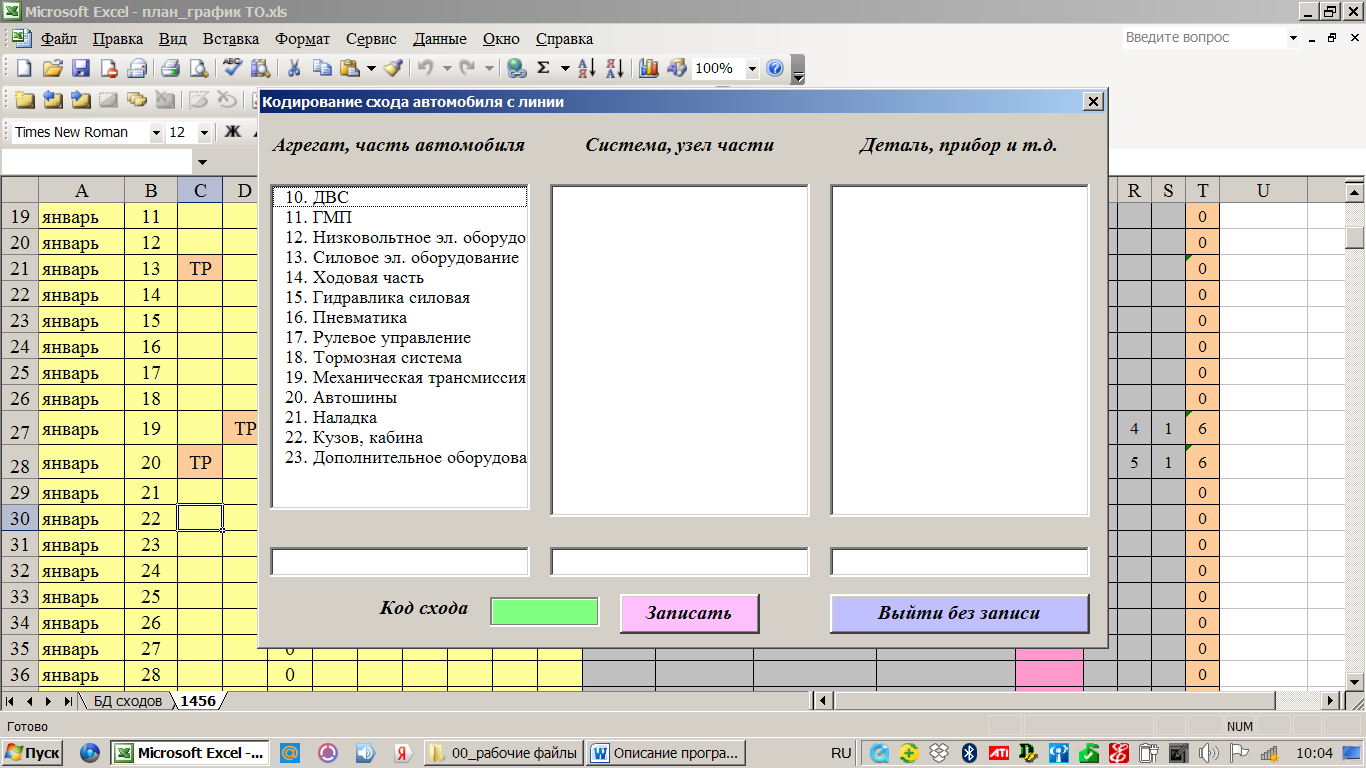 Microsoft Excel - план_график ТО.xls
Файл Правка Вид Вставка Формат Сервис Данные Окно Справка Введите вопрос
100%
Times New Roman 12 Ж
Кодирование схода автомобиля с линии
Агрегат, часть автомобиля Система, узел части Деталь, прибор и т.д.
10. ДВС
11. ГМП
12. Низковольтное эл. оборудо
13. Силовое эл. оборудование
14. Ходовая часть
15. Гидравлика силовая
16. Пневматика
17. Рулевое управление
18. Тормозная система
19. Механическая трансмиссия
20. Автошины
21. Наладка
22. Кузов, кабина
23. Дополнительное оборудова
Код схода Записать Выйти без записи
A B C D R S T U
19 январь 11 0
20 январь 12 0
21 январь 13 ТР 0
22 январь 14 0
23 январь 15 0
24 январь 16 0
25 январь 17 0
26 январь 18 0
27 январь 19 ТР 4 1 6
28 январь 20 ТР 5 1 6
29 январь 21 0
30 январь 22 0
31 январь 23 0
32 январь 24 0
33 январь 25 0
34 январь 26 0
35 январь 27 0 0
36 январь 28 0 0
БД сходов 1456
Готово NUM
Пуск Microsoft Excel -... 00_рабочие файлы Описание програ... RU 10:04